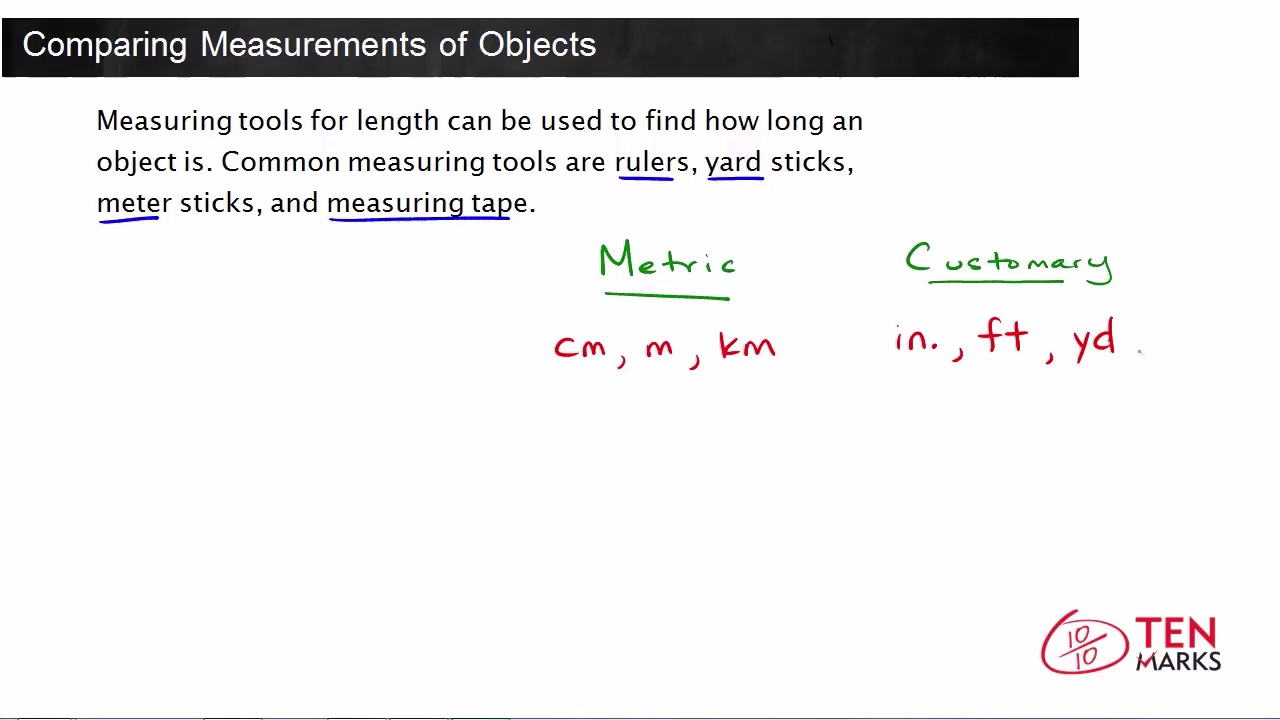 Comparing Measurements of Objects
Measuring tools for length can be used to find how long an
object is. Common measuring tools are rulers, yard sticks,
meter sticks, and measuring tape.
Metric Customary
cm, m, km in., ft, yd
10/10 TEN
MARKS